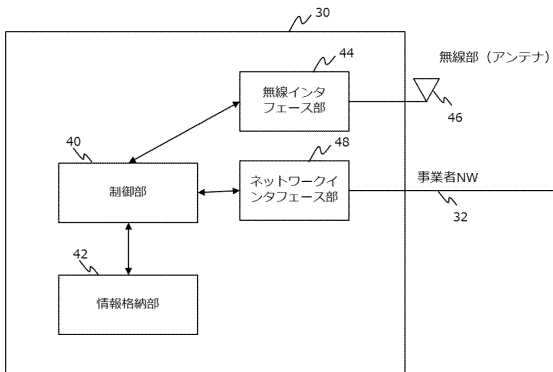 30
44
無線部（アンテナ）
無線インタ
フェース部
46
40
48
制御部
ネットワークイ
ンタフェース部
事業者NW
32
42
情報格納部